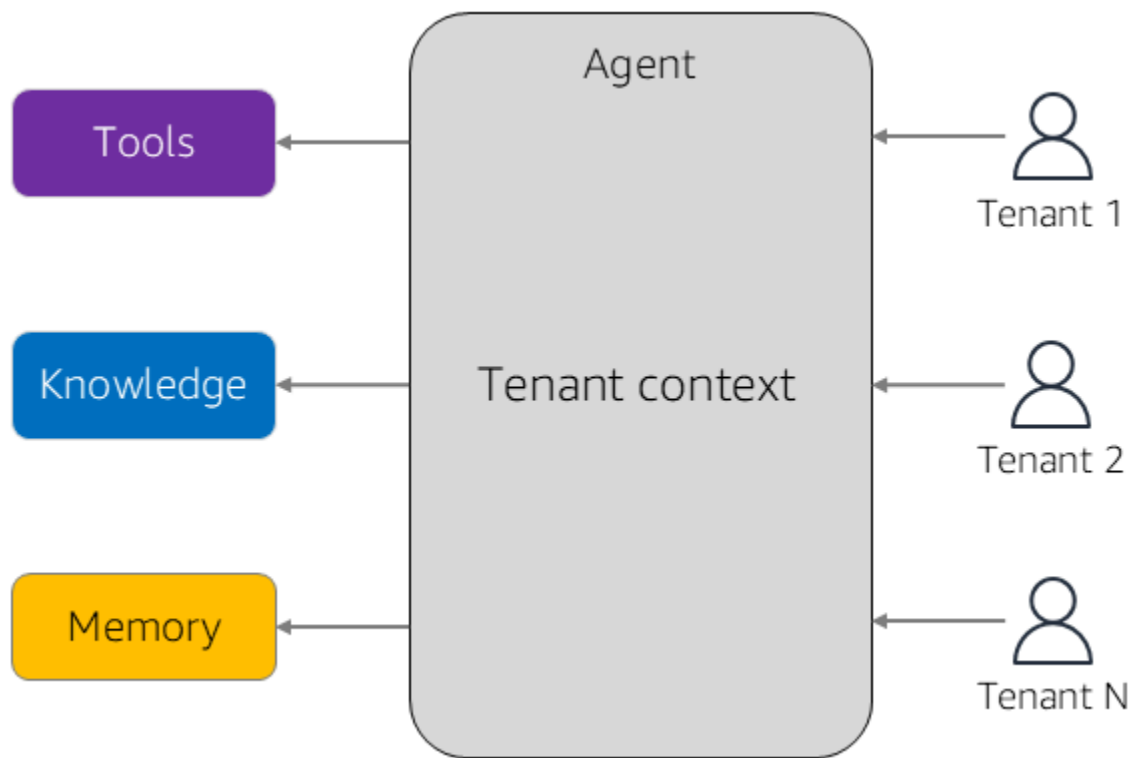 Agent
Tools
Tenant 1
Knowledge
Tenant context
Tenant 2
Memory
Tenant N